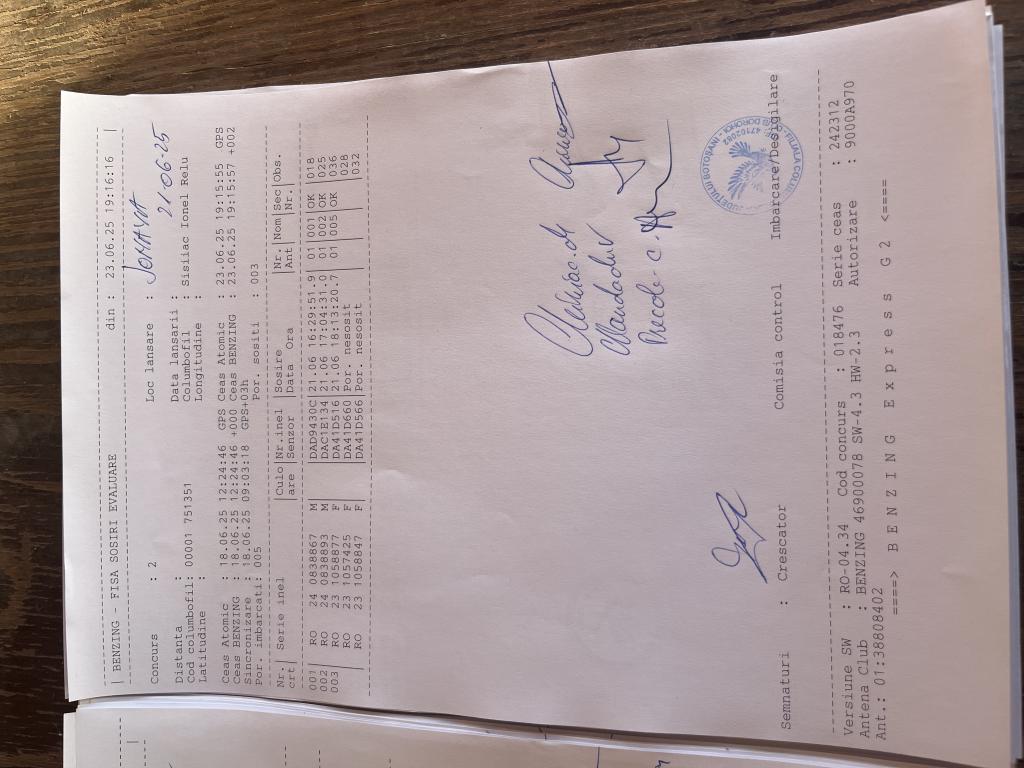 | BENZING - FISA SOSIRI EVALUARE din : 23.06.25 19:16:16 |
Concurs : 2 Loc lansare : JONAVA
Distanta : Data lansarii : 21-06-25
Cod columbofil: 00001 751351 Columbofil : Sisliac Ionel Relu
Latitudine : Longitudine :
Ceas Atomic : 18.06.25 12:24:46 GPS Ceas Atomic : 23.06.25 19:15:55 GPS
Ceas BENZING : 18.06.25 12:24:46 +000 Ceas BENZING : 23.06.25 19:15:57 +002
Sincronizare : 18.06.25 09:03:18 GPS+03h
Por. imbarcati: 005 Por. sositi : 003
Nr.| Serie inel |Culo|Nr.inel |Sosire |Nr |Nom|Sec|Obs.
crt| |are |Senzor |Data Ora |Ant| |Nr.|
001| RO 24 0838867 M |DAD9430C|21.06 16:29:51.9|01 |001|OK |018
002| RO 24 0838893 M |DAC1E134|21.06 17:04:31.0|01 |002|OK |025
003| RO 23 1058877 F |DA41D516|21.06 18:13:20.7|01 |005|OK |036
| RO 23 1057425 F |DA41D660|Por. nesosit | | | |028
| RO 23 1058847 F |DA41D566|Por. nesosit | | | |032
Semnaturi : Crescator Comisia control Imbarcare/Desigilare
47102062
Versiune SW : RO-04.34 Cod concurs : 018476 Serie ceas : 242312
Antena Club : BENZING 46900078 SW-4.3 HW-2.3 Autorizare : 9000A970
Ant.: 01:38808402
====> B E N Z I N G E x p r e s s G 2 <====